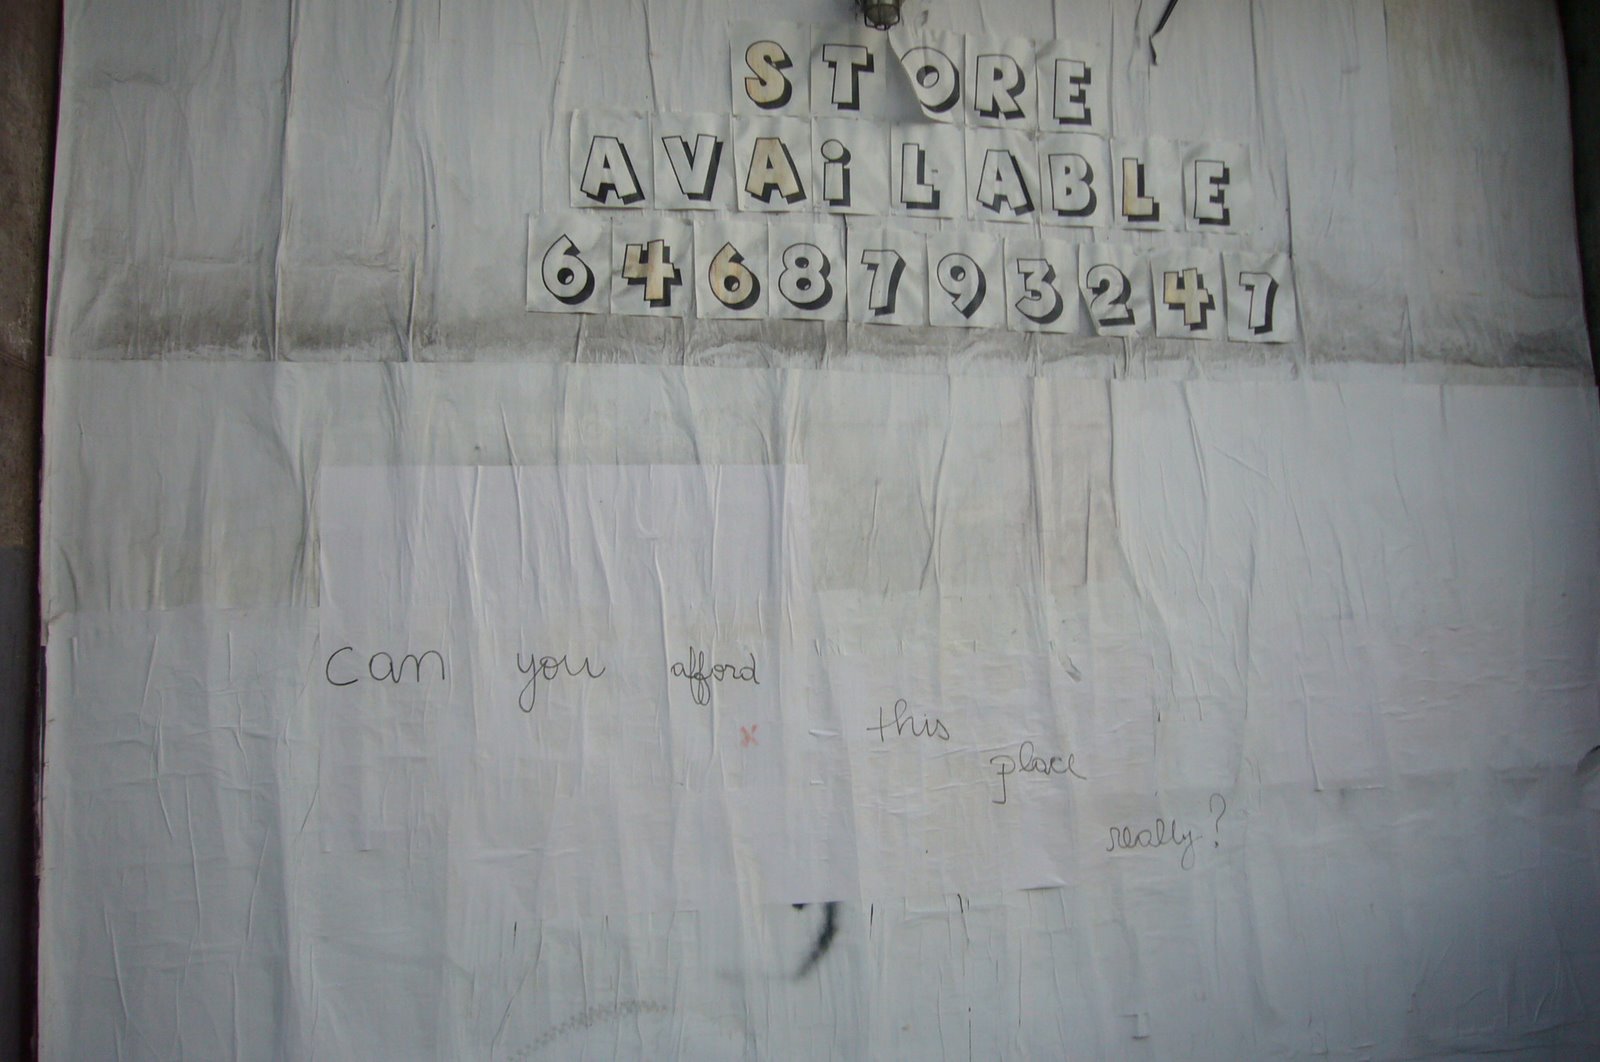 STORE
AVAiLABLE
6468793247
can you afford
x
this
place
really?